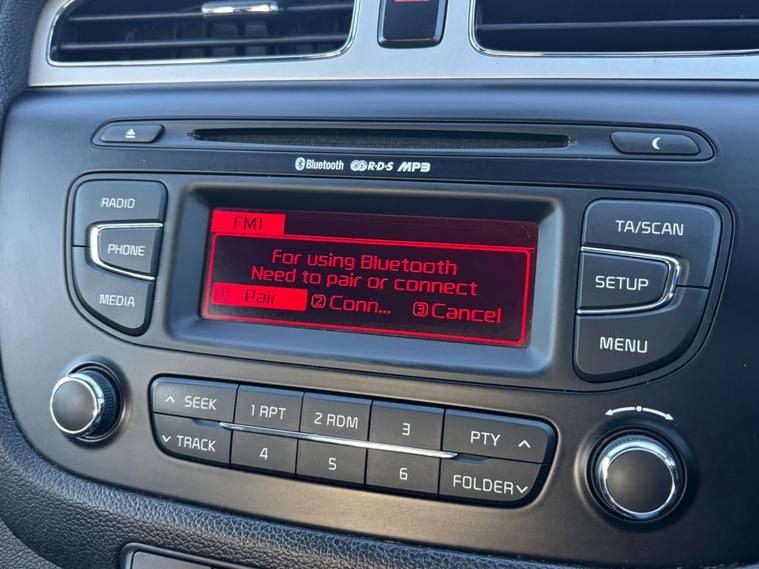 Bluetooth R·D·S MP3
RADIO
PHONE
MEDIA
FM1
For using Bluetooth
Need to pair or connect
1 Pair 2 Conn... 3 Cancel
TA/SCAN
SETUP
MENU
SEEK
TRACK
1 RPT
2 RDM
3
4
5
6
PTY
FOLDER